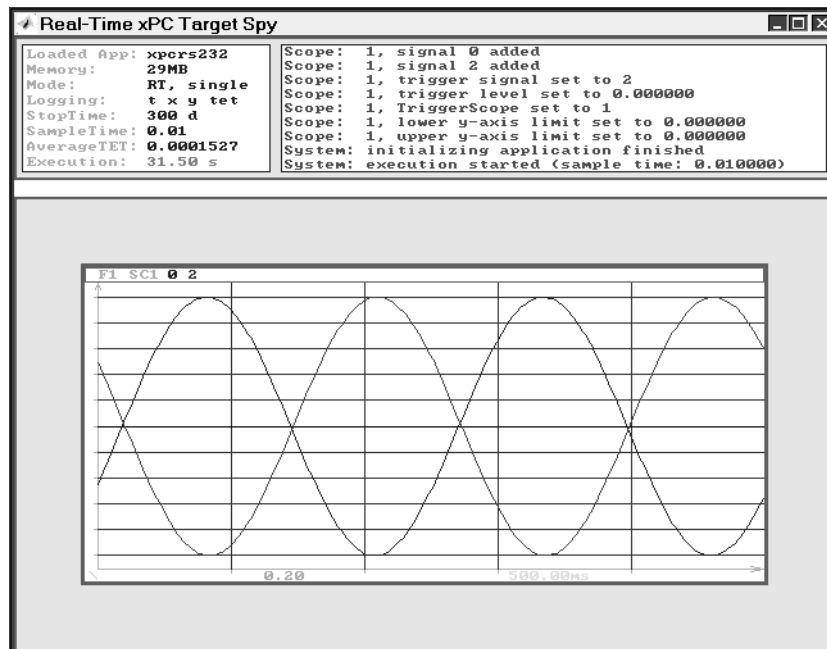 Real-Time xPC Target Spy
Loaded App: xpcrs232
Memory: 29MB
Mode: RT, single
Logging: t x y tet
StopTime: 300 d
SampleTime: 0.01
AverageTET: 0.0001527
Execution: 31.50 s
Scope: 1, signal 0 added
Scope: 1, signal 2 added
Scope: 1, trigger signal set to 2
Scope: 1, trigger level set to 0.000000
Scope: 1, TriggerScope set to 1
Scope: 1, lower y-axis limit set to 0.000000
Scope: 1, upper y-axis limit set to 0.000000
System: initializing application finished
System: execution started (sample time: 0.010000)
F1 SC1 0 2
0.20 500.00ms